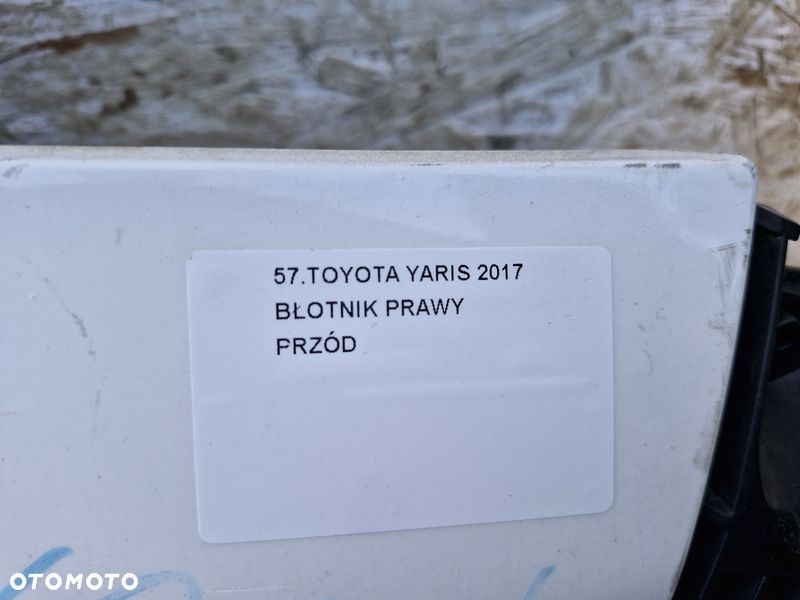 57.TOYOTA YARIS 2017
BŁOTNIK PRAWY
PRZÓD
OTOMOTO